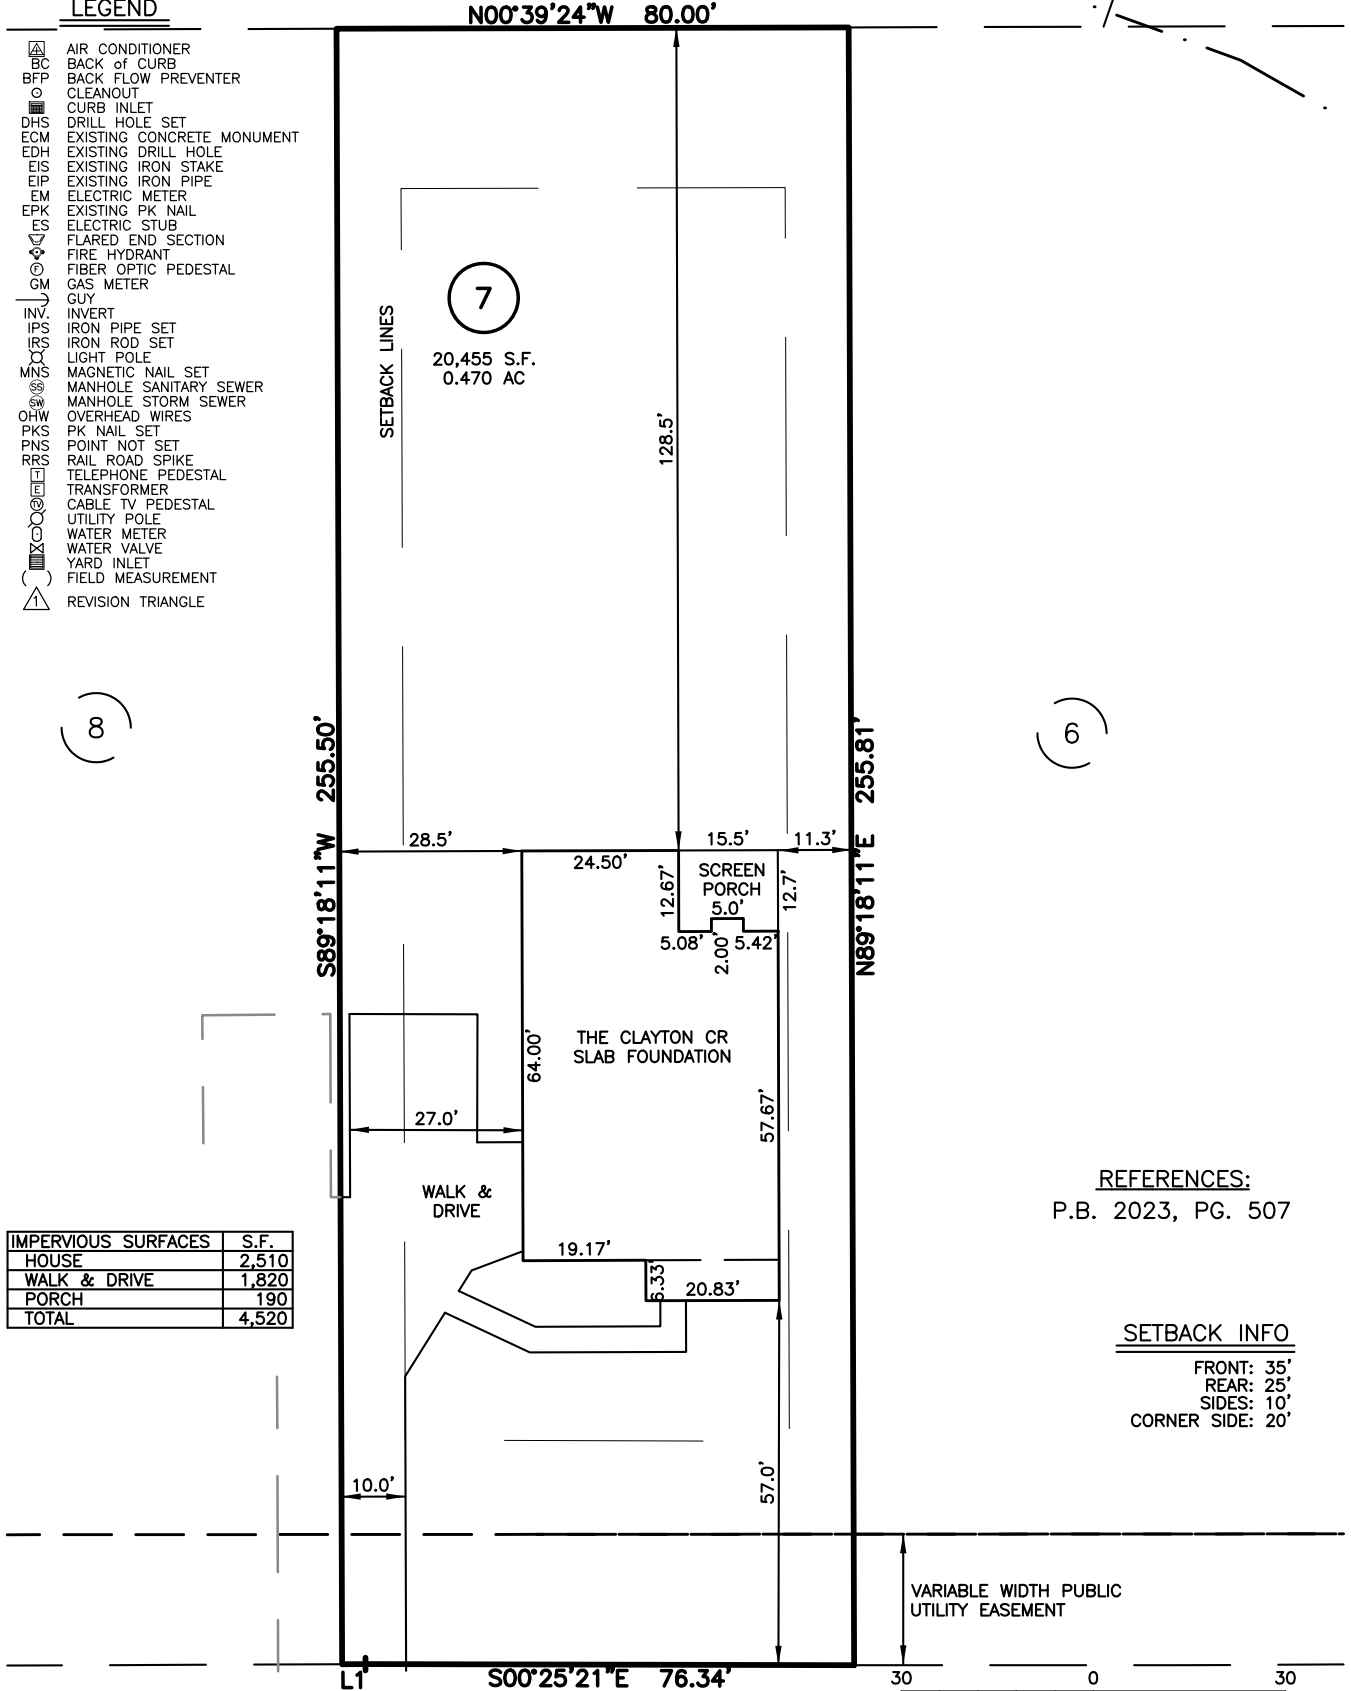 LEGEND
AIR CONDITIONER
BC BACK of CURB
BFP BACK FLOW PREVENTER
CLEANOUT
CURB INLET
DHS DRILL HOLE SET
ECM EXISTING CONCRETE MONUMENT
EDH EXISTING DRILL HOLE
EIS EXISTING IRON STAKE
EIP EXISTING IRON PIPE
EM ELECTRIC METER
EPK EXISTING PK NAIL
ES ELECTRIC STUB
FLARED END SECTION
FIRE HYDRANT
F FIBER OPTIC PEDESTAL
GM GAS METER
GUY
INV. INVERT
IPS IRON PIPE SET
IRS IRON ROD SET
LIGHT POLE
MNS MAGNETIC NAIL SET
SS MANHOLE SANITARY SEWER
SW MANHOLE STORM SEWER
OHW OVERHEAD WIRES
PKS PK NAIL SET
PNS POINT NOT SET
RRS RAIL ROAD SPIKE
T TELEPHONE PEDESTAL
E TRANSFORMER
TV CABLE TV PEDESTAL
UTILITY POLE
WATER METER
WATER VALVE
YARD INLET
( ) FIELD MEASUREMENT
1 REVISION TRIANGLE
N00°39'24"W 80.00'
7
20,455 S.F.
0.470 AC
SETBACK LINES
128.5'
8
6
S89°18'11"W 255.50'
N89°18'11"E 255.81'
28.5'
24.50'
15.5'
11.3'
12.67'
SCREEN
PORCH
12.7'
5.0'
5.08'
2.00'
5.42'
THE CLAYTON CR
SLAB FOUNDATION
64.00'
57.67'
27.0'
WALK &
DRIVE
19.17'
6.33'
20.83'
IMPERVIOUS SURFACES S.F.
HOUSE 2,510
WALK & DRIVE 1,820
PORCH 190
TOTAL 4,520
REFERENCES:
P.B. 2023, PG. 507
SETBACK INFO
FRONT: 35'
REAR: 25'
SIDES: 10'
CORNER SIDE: 20'
10.0'
57.0'
VARIABLE WIDTH PUBLIC
UTILITY EASEMENT
L1
S00°25'21"E 76.34'
30 0 30